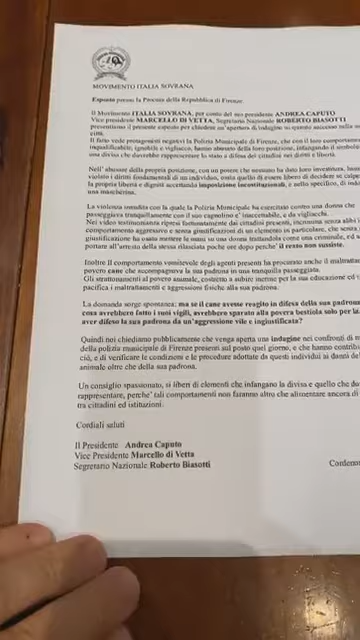 MOVIMENTO ITALIA SOVRANA
Esposto presso la Procura della Repubblica di Firenze
Il Movimento ITALIA SOVRANA, per conto del suo presidente ANDREA CAPUTO
Vice presidente MARCELLO DI VETTA, Segretario Nazionale ROBERTO BIASOTTI
presentiamo il presente esposto per chiedere un'apertura di indagine su quanto successo nella
città.
Il fatto vede protagonisti negativi la Polizia Municipale di Firenze, che con il loro comportamento
inqualificabile, ignobile e vigliacco, hanno abusato della loro posizione, infangando il simbolo
una divisa che dovrebbe rappresentare lo stato a difesa dei cittadini nei diritti e libertà.
Nell' abusare della propria posizione, con un potere che nessuno ha dato loro investitura, hanno
violato i diritti fondamentali di un individuo, ossia quello di essere libero di decidere se
la propria libertà e dignità accettando imposizione incostituzionali, e nello specifico, di
una mascherina.
La violenza inaudita con la quale la Polizia Municipale ha esercitato contro una donna che
passeggiava tranquillamente con il suo cagnolino e' inaccettabile, e da vigliacchi.
Nei video testimonianza ripresi fortunatamente dai cittadini presenti, incrimina senza alibi
comportamento aggressivo e senza giustificazioni di un elemento in particolare, che senza
giustificazione ha osato mettere le mani su una donna trattandola come una criminale, ed
portare all'arresto della stessa rilasciata poche ore dopo perche' il reato non sussiste.
Inoltre il comportamento vomitevole degli agenti presenti ha procurato anche il maltrattamento
povero cane che accompagnava la sua padrona in una tranquilla passeggiata.
Gli strattonamenti al povero animale, costretto a subire inerme per la sua educazione ed
pacifica i maltrattamenti e aggressioni fisiche alla sua padrona.
La domanda sorge spontanea: ma se il cane avesse reagito in difesa della sua padrona
cosa avrebbero fatto i suoi vigili, avrebbero sparato alla povera bestiola solo per la
aver difeso la sua padrona da un'aggressione vile e ingiustificata?
Quindi noi chiediamo pubblicamente che venga aperta una indagine nei confronti di
della polizia municipale di Firenze presenti sul posto quel giorno, e che hanno contribuito
ciò, e di verificare le condizioni e le procedure adottate da questi individui ai danni del
animale oltre che della sua padrona.
Un consiglio spassionato, si liberi di elementi che infangano la divisa e quello che
rappresentare, perche' tali comportamenti non faranno altro che alimentare ancora di
tra cittadini ed istituzioni.
Cordiali saluti
Il Presidente Andrea Caputo
Vice Presidente Marcello di Vetta
Segretario Nazionale Roberto Biasotti